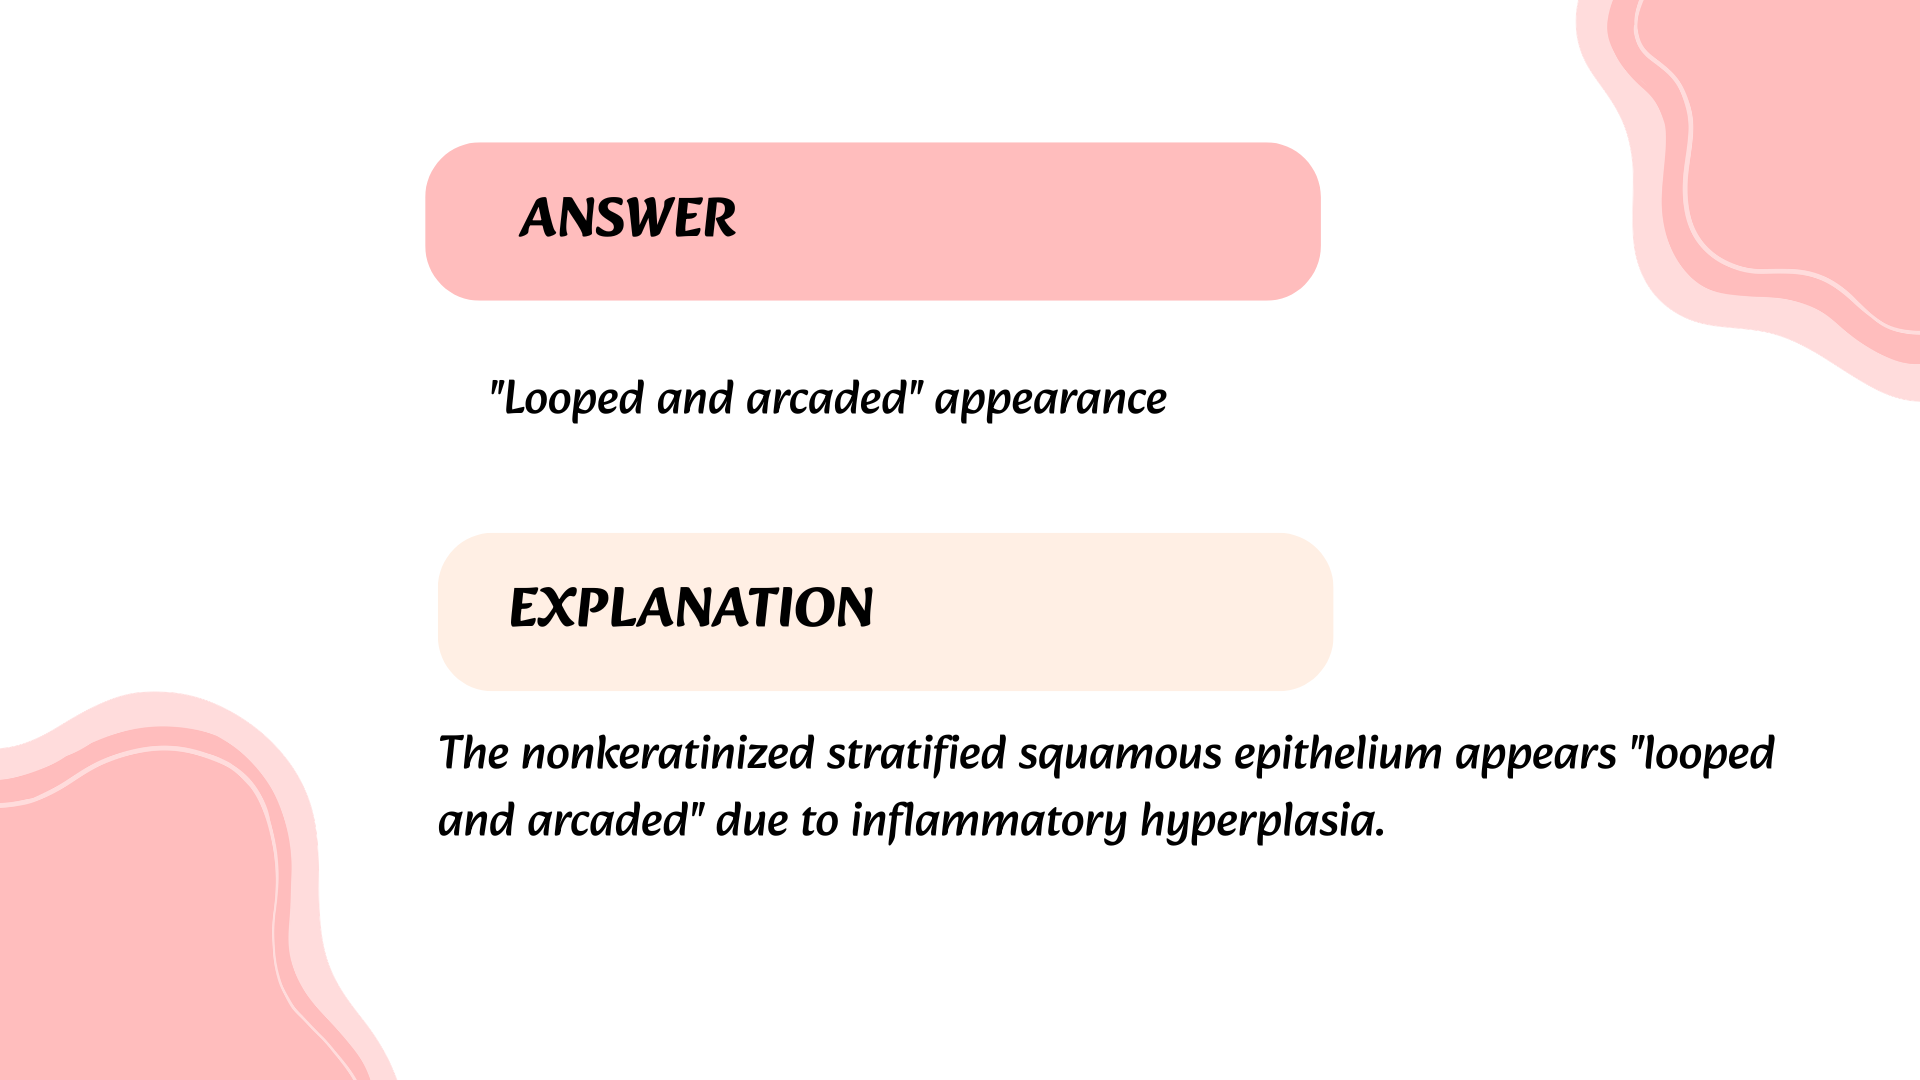 ANSWER
"Looped and arcaded" appearance
EXPLANATION
The nonkeratinized stratified squamous epithelium appears "looped
and arcaded" due to inflammatory hyperplasia.